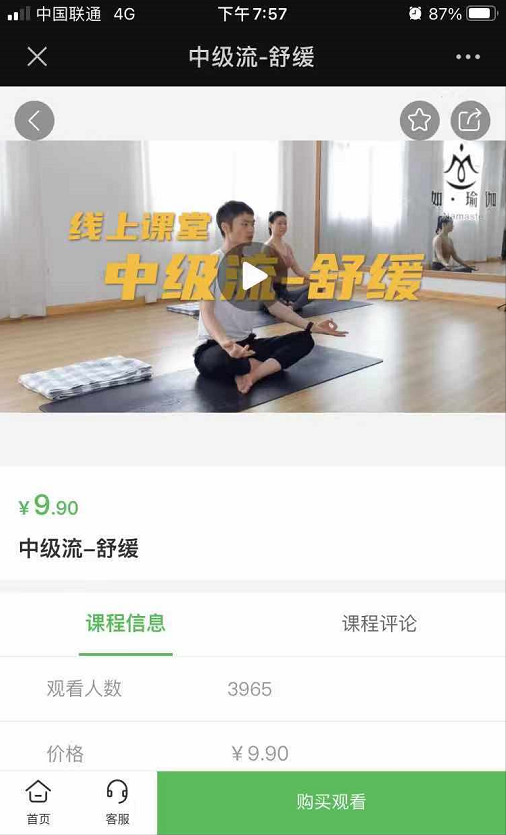 中国联通 4G 下午7:57 87%
中级流-舒缓
如·瑜伽
Namaste
线上课堂
中级流-舒缓
¥9.90
中级流-舒缓
课程信息 课程评论
观看人数 3965
价格 ¥9.90
首页 客服 购买观看